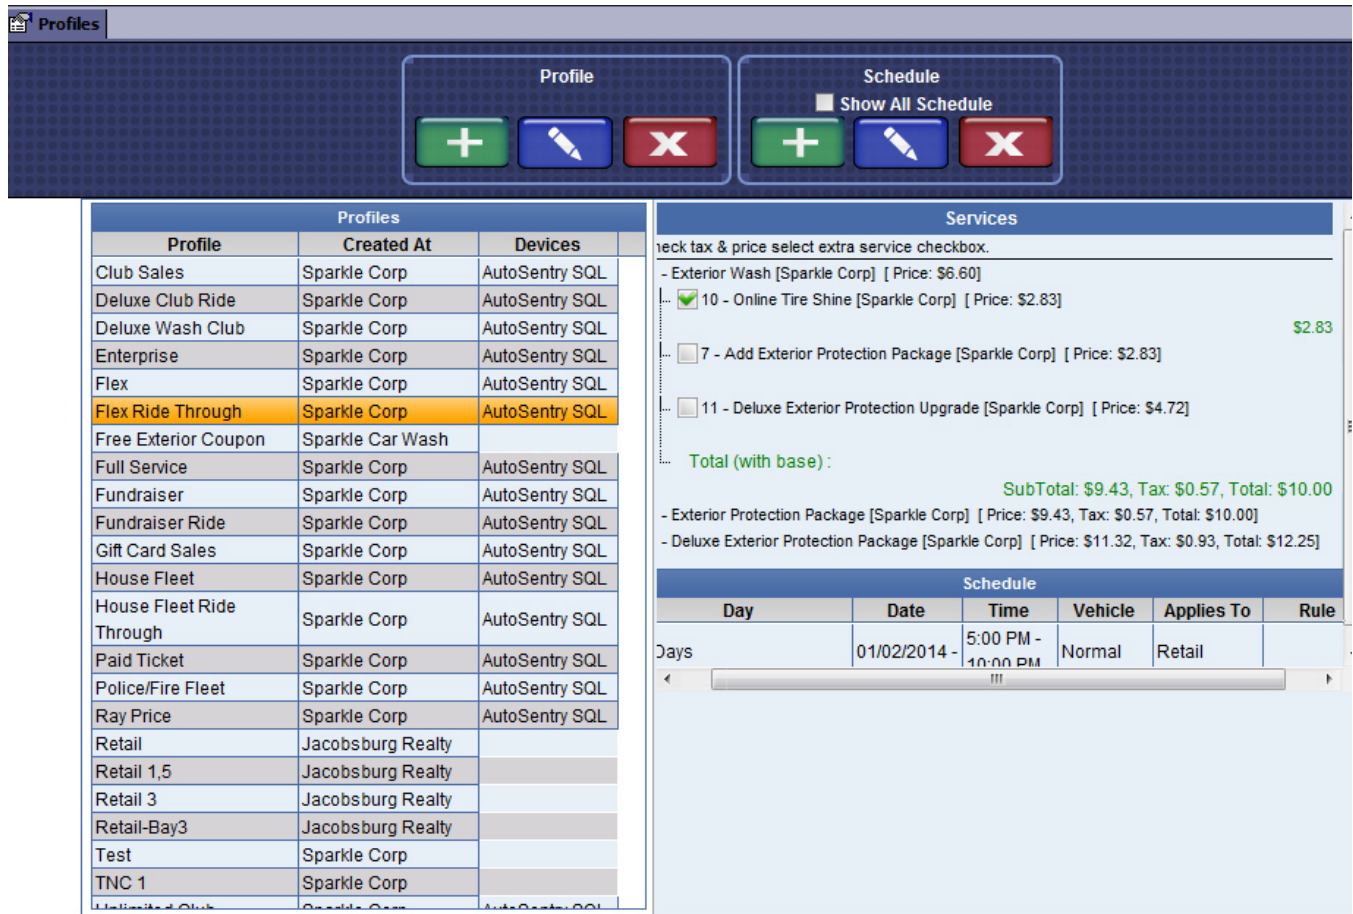 Profiles
Profile
Schedule
Show All Schedule
Profiles
Profile Created At Devices
Club Sales Sparkle Corp AutoSentry SQL
Deluxe Club Ride Sparkle Corp AutoSentry SQL
Deluxe Wash Club Sparkle Corp AutoSentry SQL
Enterprise Sparkle Corp AutoSentry SQL
Flex Sparkle Corp AutoSentry SQL
Flex Ride Through Sparkle Corp AutoSentry SQL
Free Exterior Coupon Sparkle Car Wash
Full Service Sparkle Corp AutoSentry SQL
Fundraiser Sparkle Corp AutoSentry SQL
Fundraiser Ride Sparkle Corp AutoSentry SQL
Gift Card Sales Sparkle Corp AutoSentry SQL
House Fleet Sparkle Corp AutoSentry SQL
House Fleet Ride
Through Sparkle Corp AutoSentry SQL
Paid Ticket Sparkle Corp AutoSentry SQL
Police/Fire Fleet Sparkle Corp AutoSentry SQL
Ray Price Sparkle Corp AutoSentry SQL
Retail Jacobsburg Realty
Retail 1,5 Jacobsburg Realty
Retail 3 Jacobsburg Realty
Retail-Bay3 Jacobsburg Realty
Test Sparkle Corp
TNC 1 Sparkle Corp
Services
tax & price select extra service checkbox.
- Exterior Wash [Sparkle Corp] [ Price: $6.60]
10 - Online Tire Shine [Sparkle Corp] [ Price: $2.83]
$2.83
7 - Add Exterior Protection Package [Sparkle Corp] [ Price: $2.83]
11 - Deluxe Exterior Protection Upgrade [Sparkle Corp] [ Price: $4.72]
Total (with base) :
SubTotal: $9.43, Tax: $0.57, Total: $10.00
- Exterior Protection Package [Sparkle Corp] [ Price: $9.43, Tax: $0.57, Total: $10.00]
- Deluxe Exterior Protection Package [Sparkle Corp] [ Price: $11.32, Tax: $0.93, Total: $12.25]
Schedule
Day Date Time Vehicle Applies To Rule
Days 01/02/2014 - 5:00 PM - Normal Retail
10:00 PM